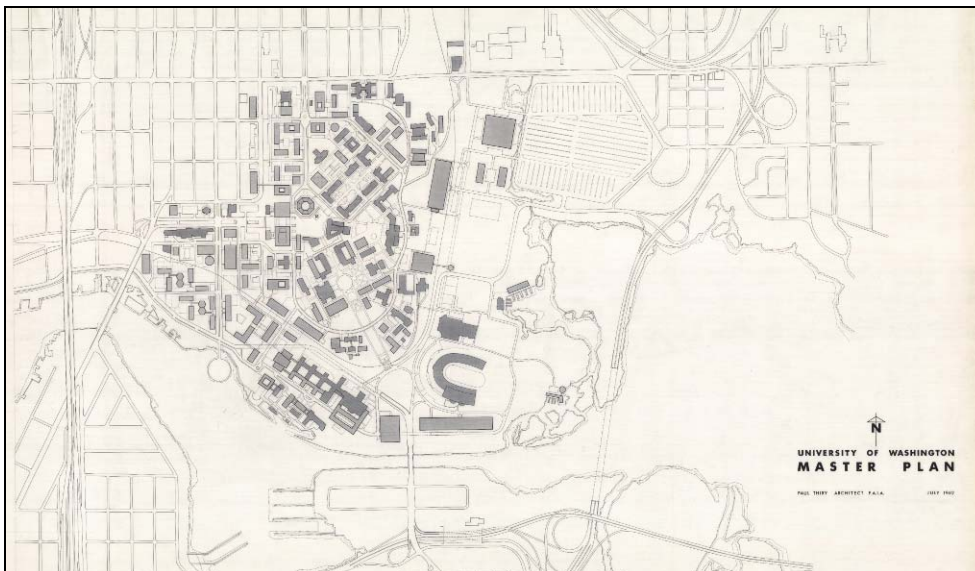 N
UNIVERSITY OF WASHINGTON
MASTER PLAN
PAUL THIRY ARCHITECT F.A.I.A. JULY